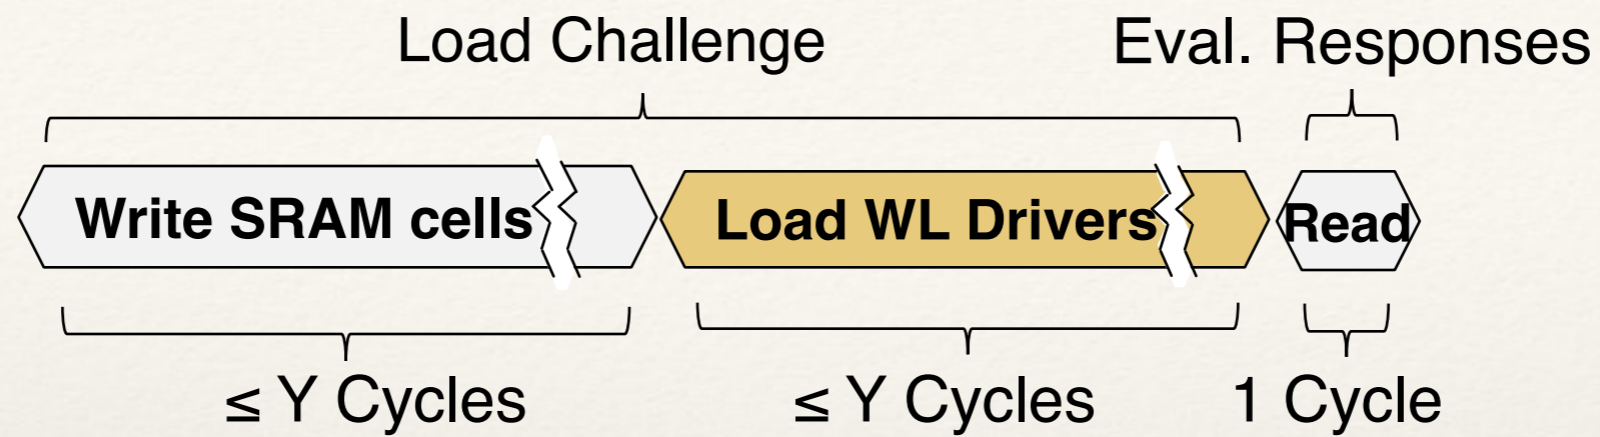 Load Challenge
Eval. Responses
Write SRAM cells
Load WL Drivers
Read
≤ Y Cycles
≤ Y Cycles
1 Cycle